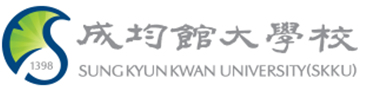 1398
成均館大學校
SUNG KYUN KWAN UNIVERSITY(SKKU)